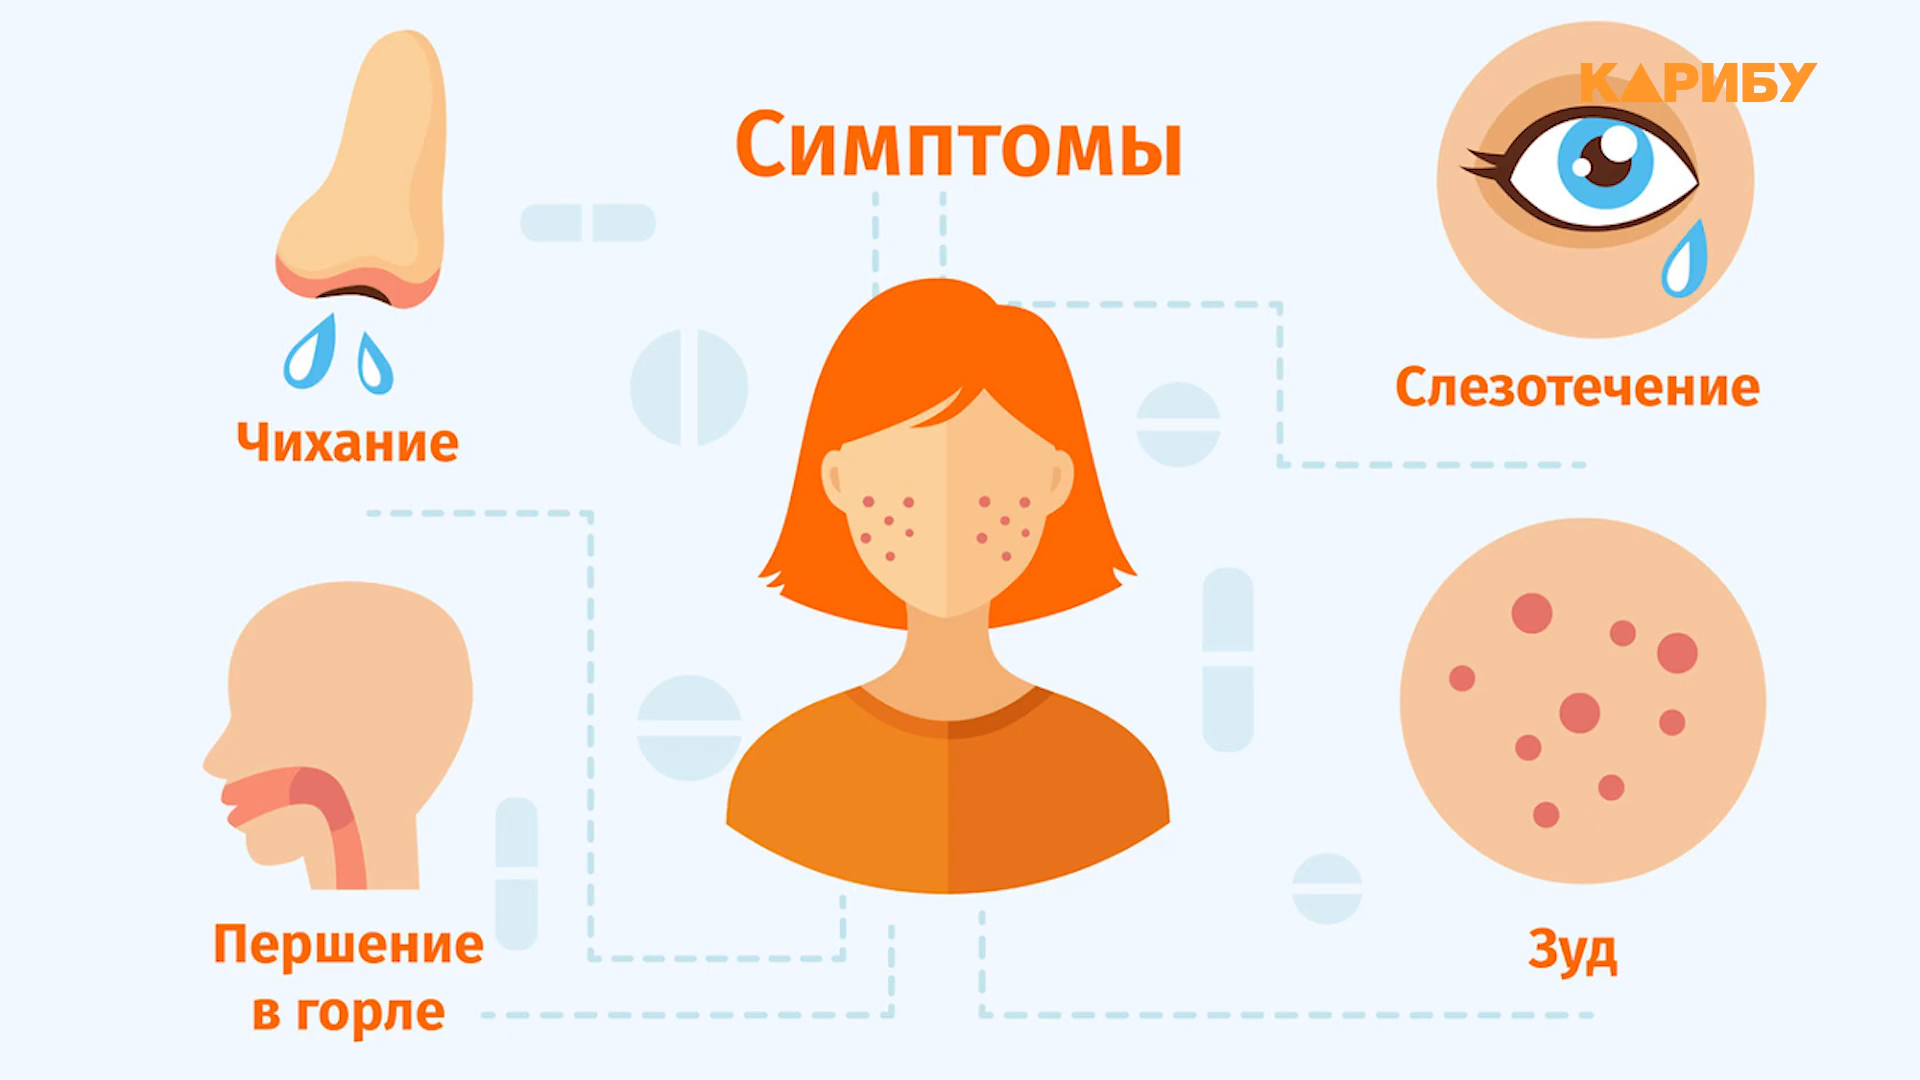 КАРИБУ
Симптомы
Чихание
Слезотечение
Першение
в горле
Зуд